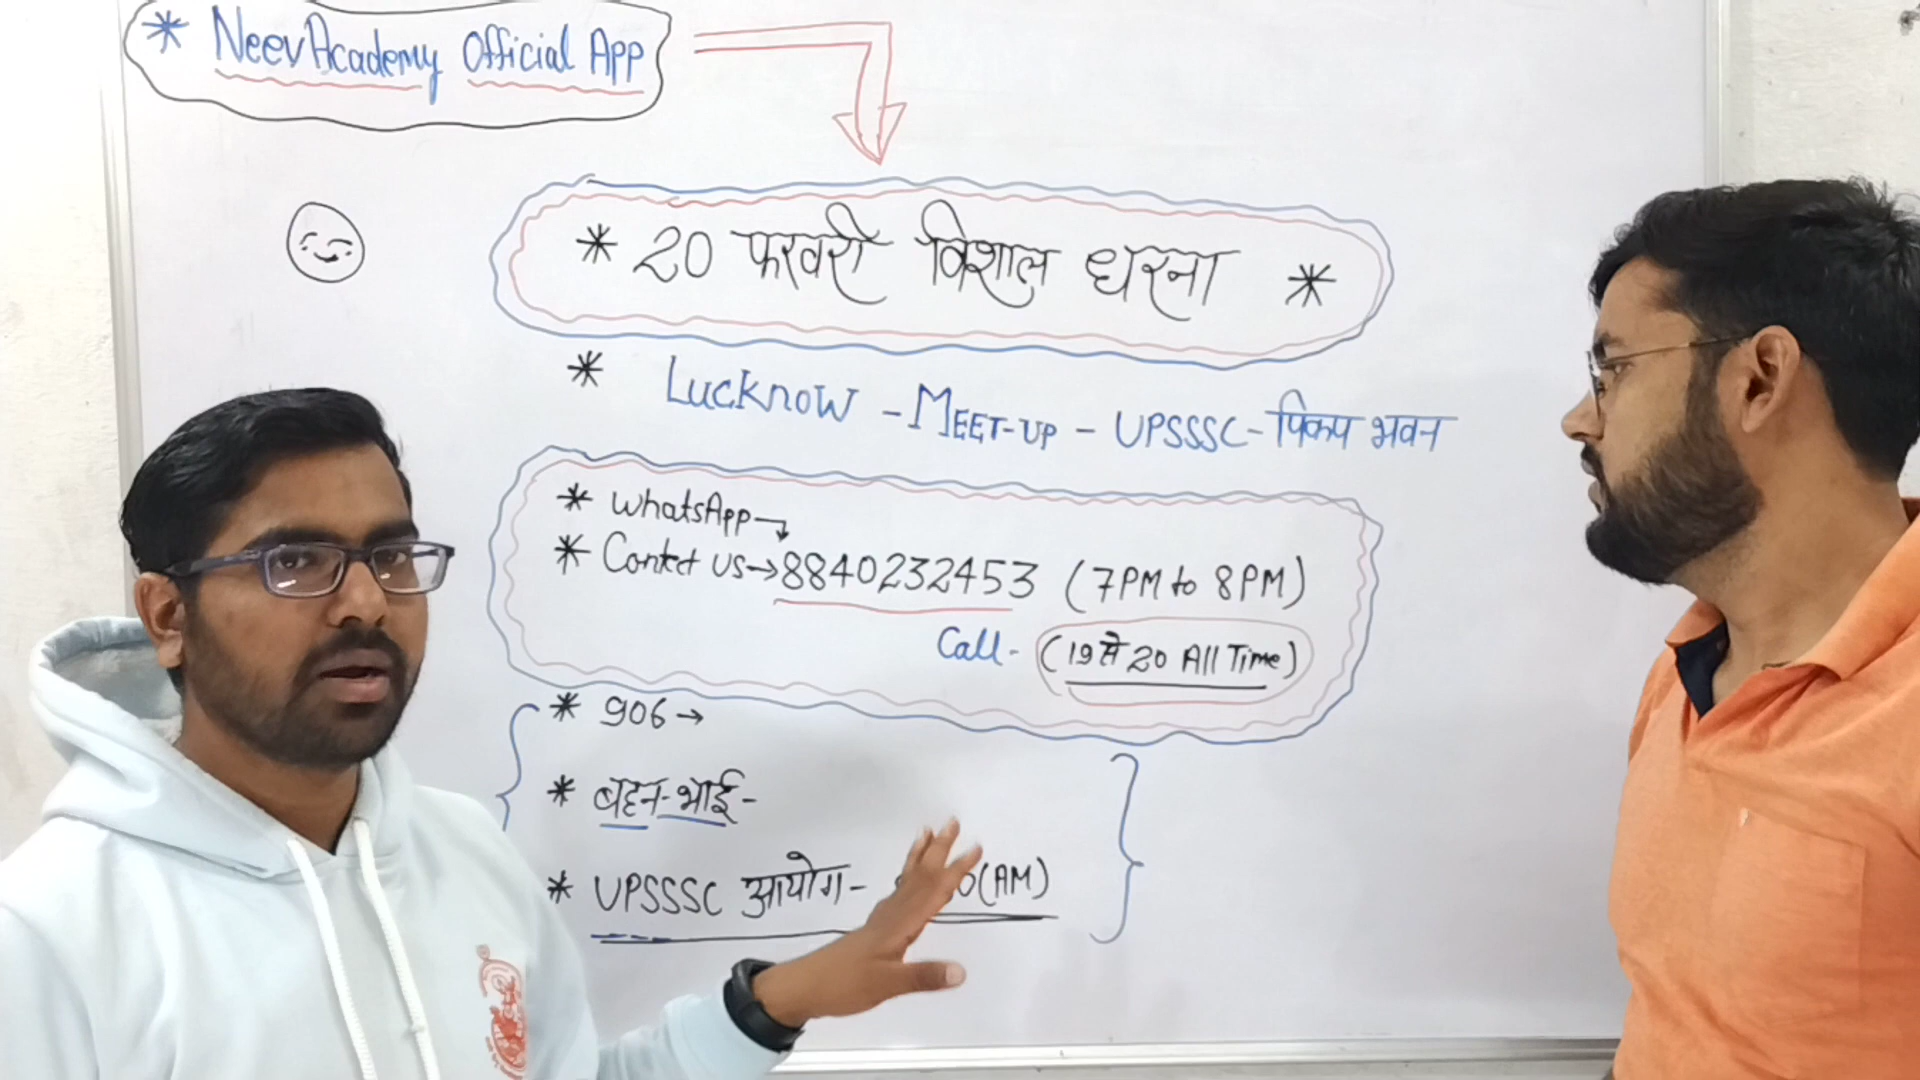 * Neev Academy Official App
* 20 फरवरी विशाल धरना *
* Lucknow - MEET-UP - UPSSSC - पिकप भवन
* WhatsApp →
* Contct us → 8840232453 (7PM to 8PM)
Call - (19 से 20 All Time)
* 906 →
* बहन-भाई -
* UPSSSC आयोग - (AM)